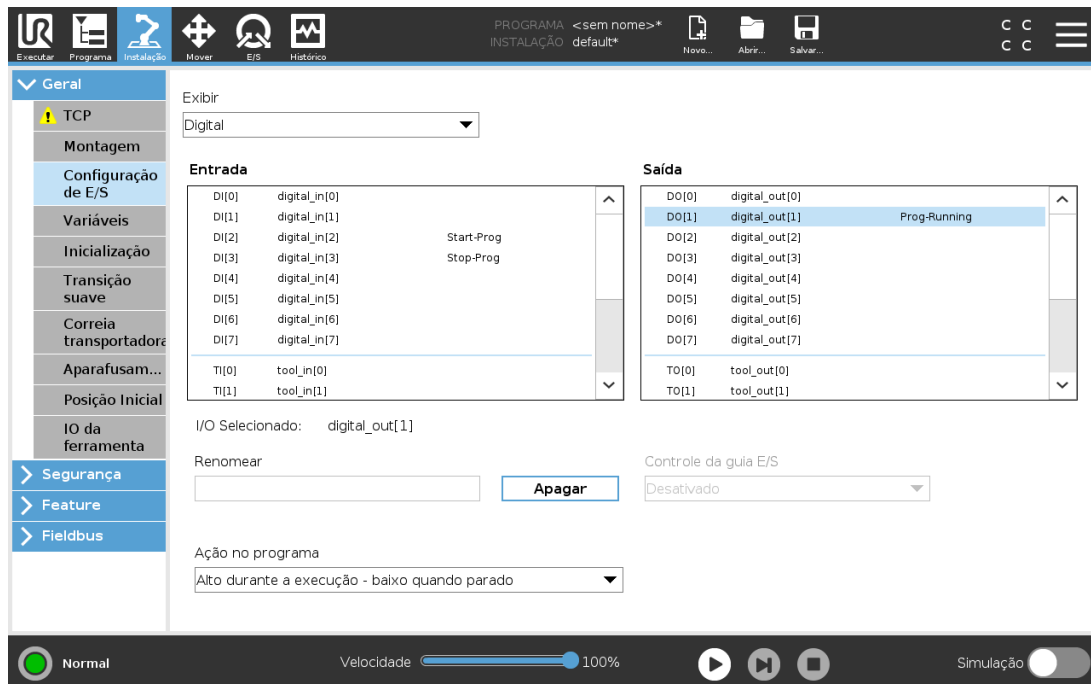 UR
PROGRAMA <sem nome>*
INSTALAÇÃO default*
C C
C C
Executar Programa Instalação Mover E/S Histórico Novo... Abrir... Salvar...
Geral
TCP
Montagem
Configuração
de E/S
Variáveis
Inicialização
Transição
suave
Correia
transportadora
Aparafusam...
Posição Inicial
IO da
ferramenta
Segurança
Feature
Fieldbus
Exibir
Digital
Entrada
DI[0] digital_in[0]
DI[1] digital_in[1]
DI[2] digital_in[2] Start-Prog
DI[3] digital_in[3] Stop-Prog
DI[4] digital_in[4]
DI[5] digital_in[5]
DI[6] digital_in[6]
DI[7] digital_in[7]
TI[0] tool_in[0]
TI[1] tool_in[1]
Saída
DO[0] digital_out[0]
DO[1] digital_out[1] Prog-Running
DO[2] digital_out[2]
DO[3] digital_out[3]
DO[4] digital_out[4]
DO[5] digital_out[5]
DO[6] digital_out[6]
DO[7] digital_out[7]
TO[0] tool_out[0]
TO[1] tool_out[1]
I/O Selecionado: digital_out[1]
Renomear
Apagar
Controle da guia E/S
Desativado
Ação no programa
Alto durante a execução - baixo quando parado
Normal
Velocidade 100%
Simulação